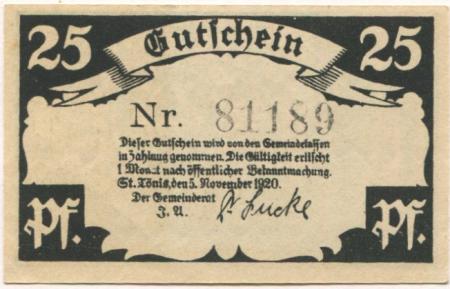 25 Gutschein 25
Nr. 81189
Dieser Gutschein wird von den Gemeindekassen
in Zahlung genommen. Die Gültigkeit erlischt
1 Monat nach öffentlicher Bekanntmachung.
St. Tönis, den 5. November 1920.
Der Gemeinderat
I. A.
Pf. Pf.